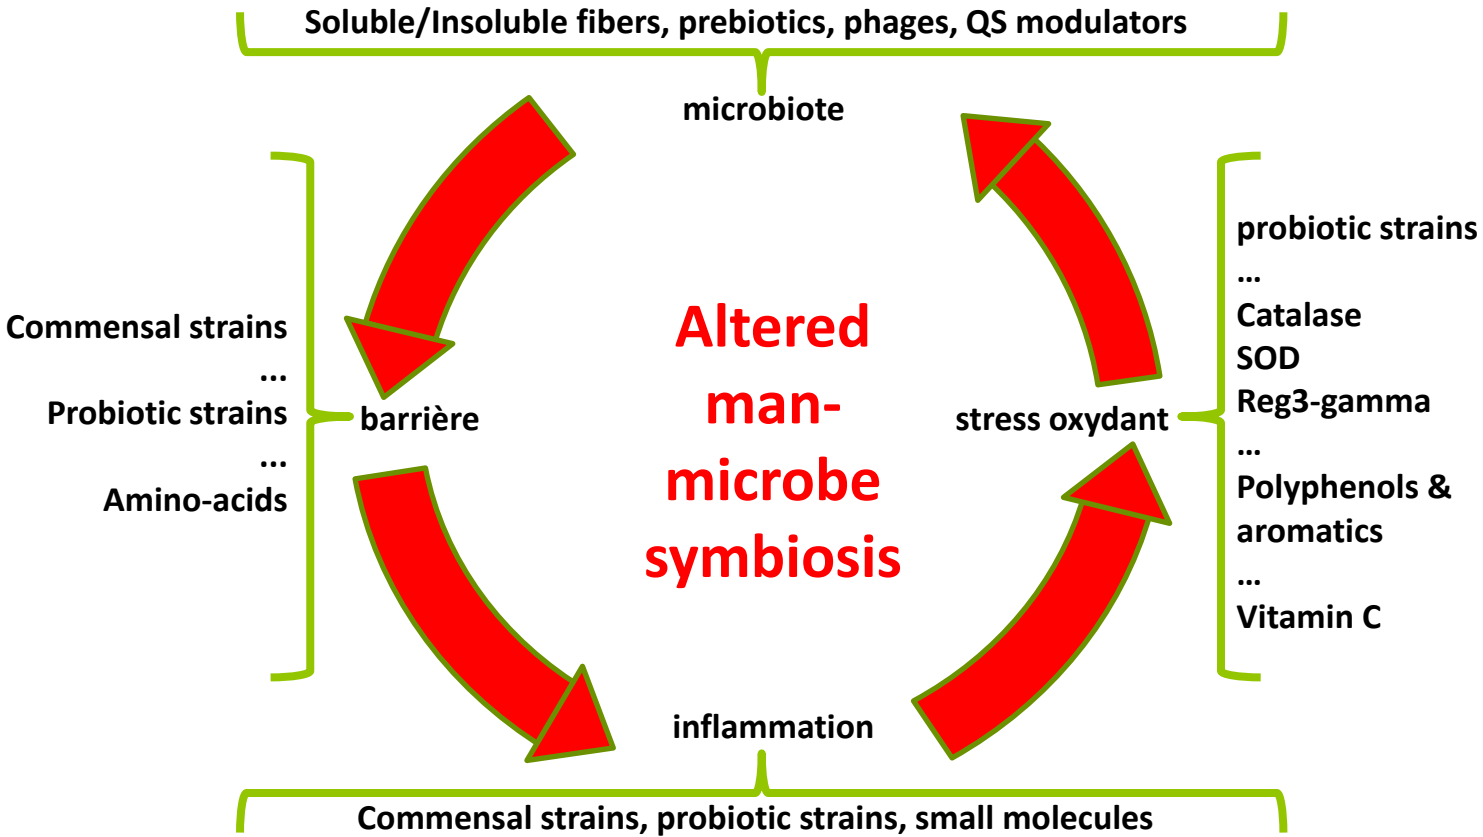 Soluble/Insoluble fibers, prebiotics, phages, QS modulators
microbiote
Commensal strains
...
Probiotic strains
...
Amino-acids
barrière
Altered
man-
microbe
symbiosis
stress oxydant
probiotic strains
...
Catalase
SOD
Reg3-gamma
...
Polyphenols &
aromatics
...
Vitamin C
inflammation
Commensal strains, probiotic strains, small molecules